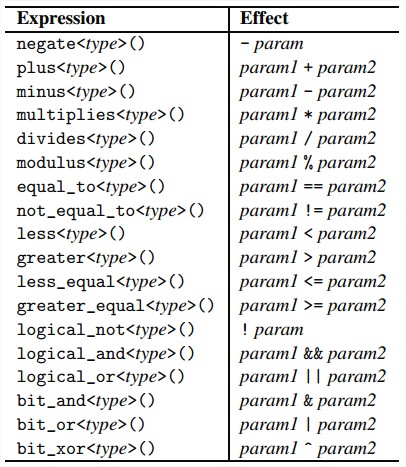 Expression Effect
negate<type>() - param
plus<type>() param1 + param2
minus<type>() param1 - param2
multiplies<type>() param1 * param2
divides<type>() param1 / param2
modulus<type>() param1 % param2
equal_to<type>() param1 == param2
not_equal_to<type>() param1 != param2
less<type>() param1 < param2
greater<type>() param1 > param2
less_equal<type>() param1 <= param2
greater_equal<type>() param1 >= param2
logical_not<type>() ! param
logical_and<type>() param1 && param2
logical_or<type>() param1 || param2
bit_and<type>() param1 & param2
bit_or<type>() param1 | param2
bit_xor<type>() param1 ^ param2